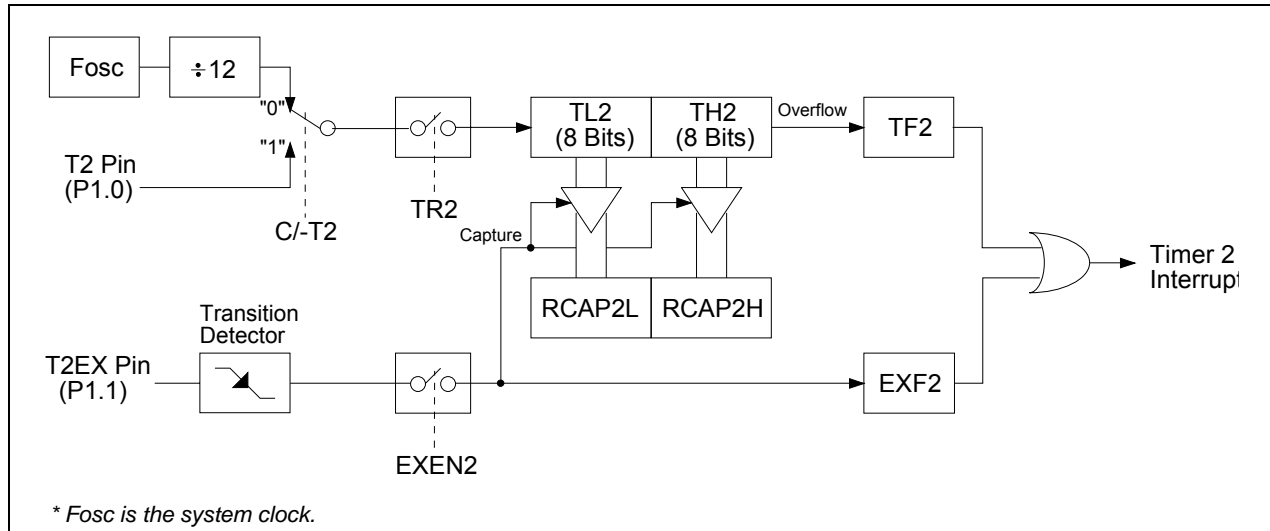 Fosc
÷12
"0"
"1"
T2 Pin
(P1.0)
C/-T2
TR2
TL2
(8 Bits)
TH2
(8 Bits)
Overflow
TF2
Capture
RCAP2L
RCAP2H
Timer 2
Interrupt
Transition
Detector
T2EX Pin
(P1.1)
EXEN2
EXF2
* Fosc is the system clock.